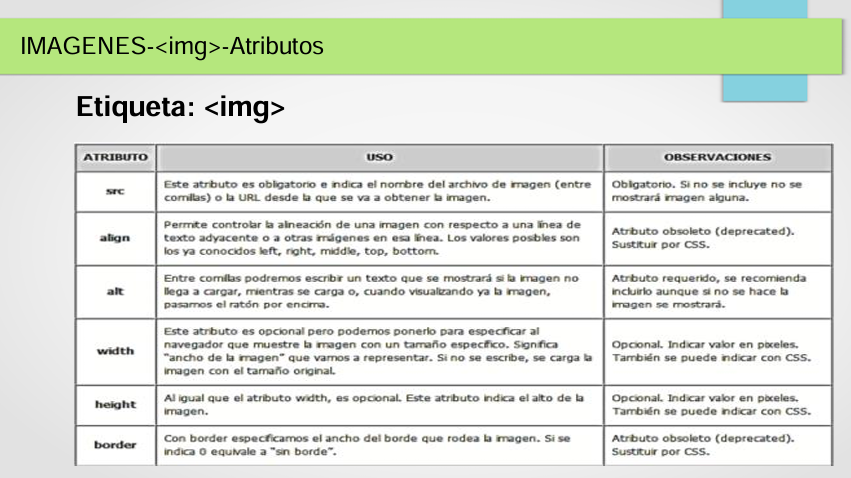 IMAGENES-<img>-Atributos
Etiqueta: <img>
ATRIBUTO USO OBSERVACIONES
src
Este atributo es obligatorio e indica el nombre del archivo de imagen (entre
comillas) o la URL desde la que se va a obtener la imagen.
Obligatorio. Si no se incluye no se
mostrará imagen alguna.
align
Permite controlar la alineación de una imagen con respecto a una línea de
texto adyacente o a otras imágenes en esa línea. Los valores posibles son
los ya conocidos left, right, middle, top, bottom.
Atributo obsoleto (deprecated).
Sustituir por CSS.
alt
Entre comillas podremos escribir un texto que se mostrará si la imagen no
llega a cargar, mientras se carga o, cuando visualizando ya la imagen,
pasamos el ratón por encima.
Atributo requerido, se recomienda
incluirlo aunque si no se hace la
imagen se mostrará.
width
Este atributo es opcional pero podemos ponerlo para especificar al
navegador que muestre la imagen con un tamaño específico. Significa
"ancho de la imagen" que vamos a representar. Si no se escribe, se carga la
imagen con el tamaño original.
Opcional. Indicar valor en pixeles.
También se puede indicar con CSS.
height
Al igual que el atributo width, es opcional. Este atributo indica el alto de la
imagen.
Opcional. Indicar valor en pixeles.
También se puede indicar con CSS.
border
Con border especificamos el ancho del borde que rodea la imagen. Si se
indica 0 equivale a "sin borde".
Atributo obsoleto (deprecated).
Sustituir por CSS.